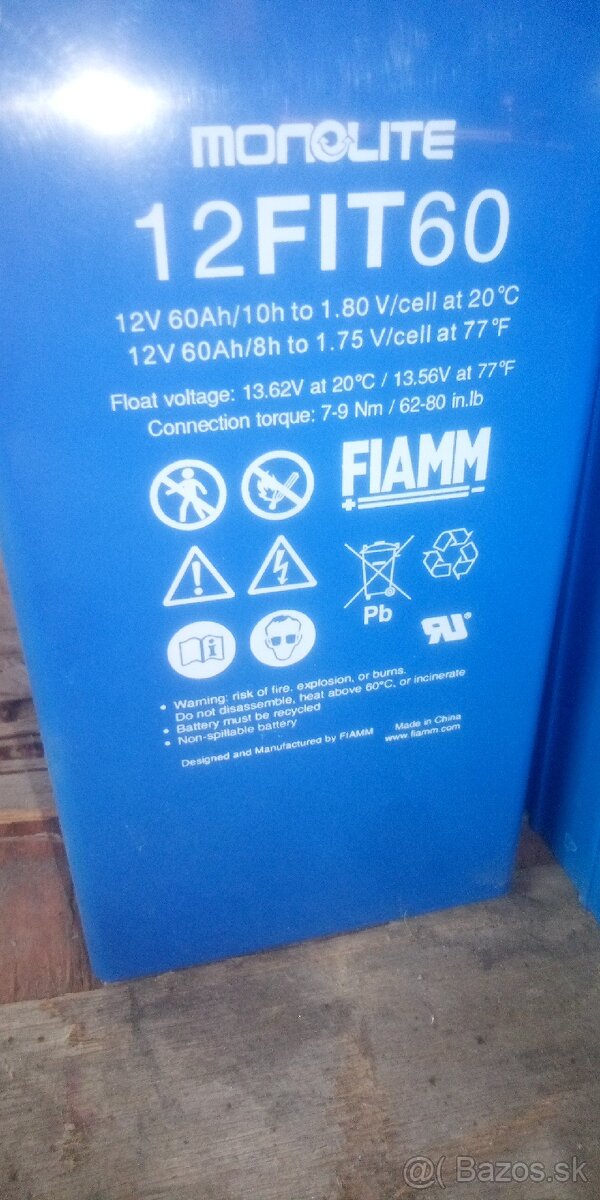 MONOLITE
12FIT60
12V 60Ah/10h to 1.80 V/cell at 20°C
12V 60Ah/8h to 1.75 V/cell at 77°F
Float voltage: 13.62V at 20°C / 13.56V at 77°F
Connection torque: 7-9 Nm / 62-80 in.lb
FIAMM
+ -
Pb
• Warning: risk of fire, explosion, or burns.
Do not disassemble, heat above 60°C, or incinerate
• Battery must be recycled
• Non-spillable battery
Designed and Manufactured by FIAMM
Made in China
www.fiamm.com
@( Bazos.sk